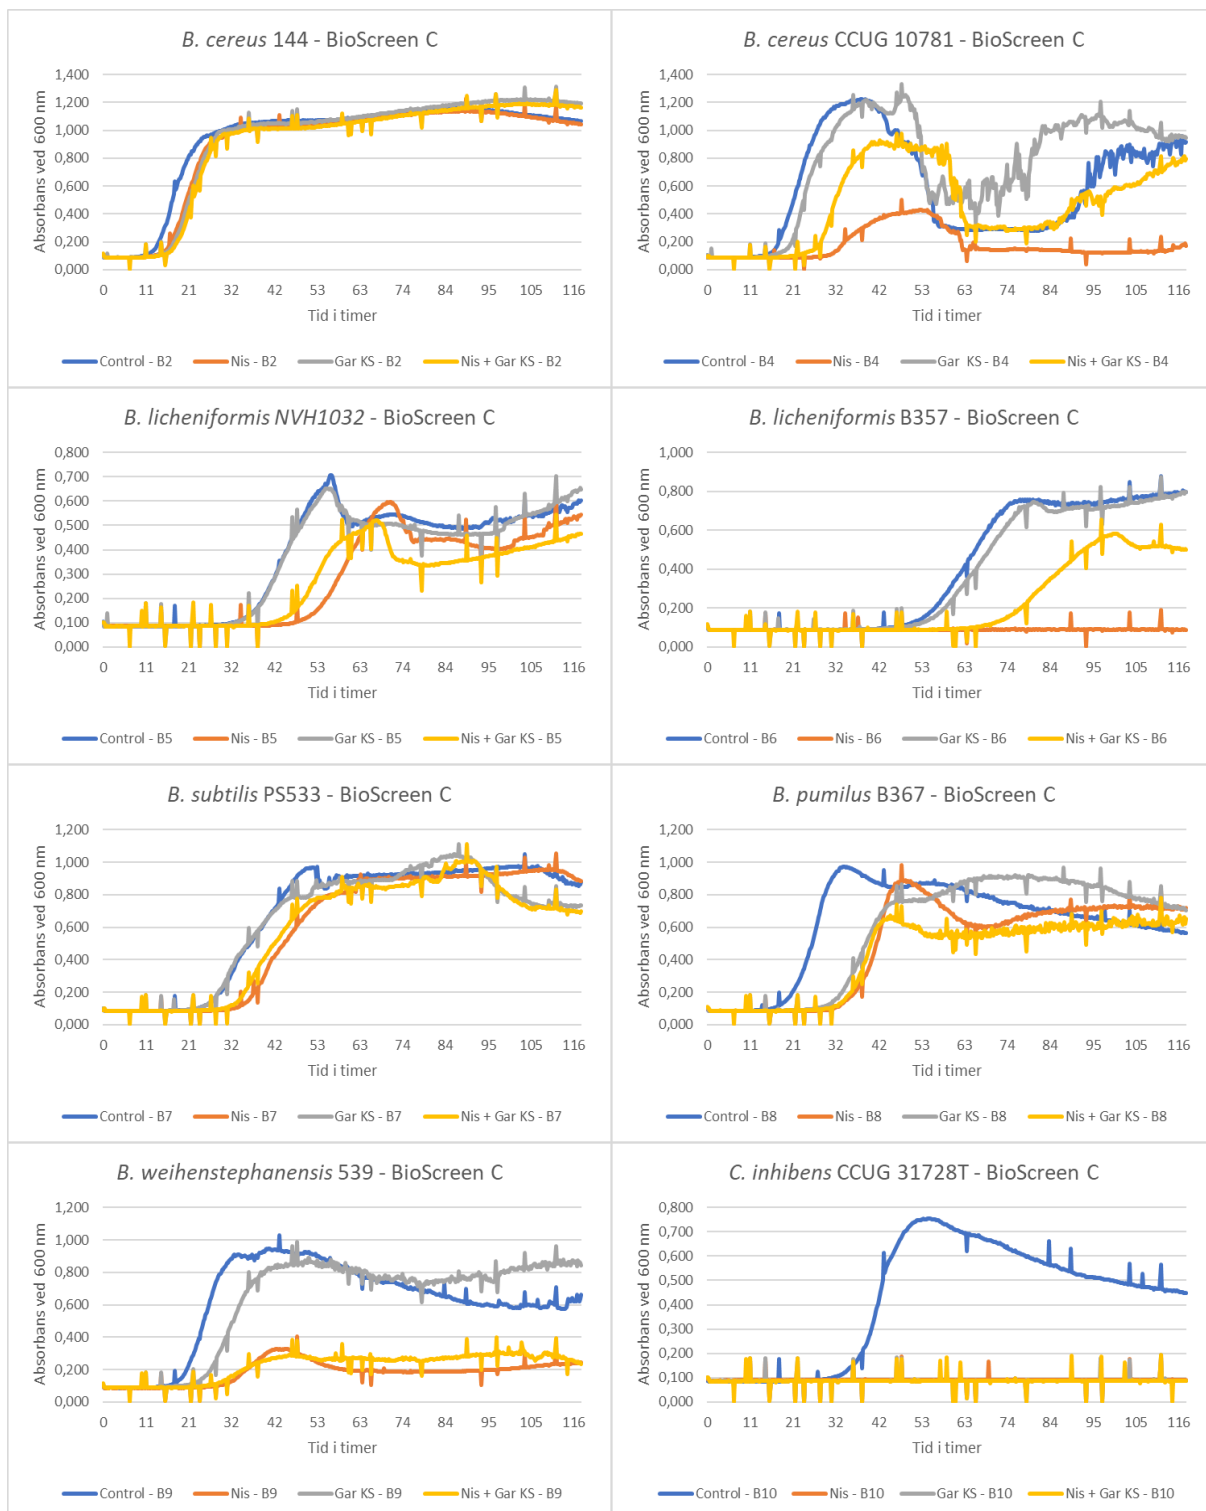 B. cereus 144 - BioScreen C
Absorbans ved 600 nm
1,400
1,200
1,000
0,800
0,600
0,400
0,200
0,000
0 11 21 32 42 53 63 74 84 95 105 116
Tid i timer
Control - B2 Nis - B2 Gar KS - B2 Nis + Gar KS - B2
B. cereus CCUG 10781 - BioScreen C
Absorbans ved 600 nm
1,400
1,200
1,000
0,800
0,600
0,400
0,200
0,000
0 11 21 32 42 53 63 74 84 95 105 116
Tid i timer
Control - B4 Nis - B4 Gar KS - B4 Nis + Gar KS - B4
B. licheniformis NVH1032 - BioScreen C
Absorbans ved 600 nm
0,800
0,700
0,600
0,500
0,400
0,300
0,200
0,100
0,000
0 11 21 32 42 53 63 74 84 95 105 116
Tid i timer
Control - B5 Nis - B5 Gar KS - B5 Nis + Gar KS - B5
B. licheniformis B357 - BioScreen C
Absorbans ved 600 nm
1,000
0,800
0,600
0,400
0,200
0,000
0 11 21 32 42 53 63 74 84 95 105 116
Tid i timer
Control - B6 Nis - B6 Gar KS - B6 Nis + Gar KS - B6
B. subtilis PS533 - BioScreen C
Absorbans ved 600 nm
1,200
1,000
0,800
0,600
0,400
0,200
0,000
0 11 21 32 42 53 63 74 84 95 105 116
Tid i timer
Control - B7 Nis - B7 Gar KS - B7 Nis + Gar KS - B7
B. pumilus B367 - BioScreen C
Absorbans ved 600 nm
1,200
1,000
0,800
0,600
0,400
0,200
0,000
0 11 21 32 42 53 63 74 84 95 105 116
Tid i timer
Control - B8 Nis - B8 Gar KS - B8 Nis + Gar KS - B8
B. weihenstephanensis 539 - BioScreen C
Absorbans ved 600 nm
1,200
1,000
0,800
0,600
0,400
0,200
0,000
0 11 21 32 42 53 63 74 84 95 105 116
Tid i timer
Control - B9 Nis - B9 Gar KS - B9 Nis + Gar KS - B9
C. inhibens CCUG 31728T - BioScreen C
Absorbans ved 600 nm
0,800
0,700
0,600
0,500
0,400
0,300
0,200
0,100
0,000
0 11 21 32 42 53 63 74 84 95 105 116
Tid i timer
Control - B10 Nis - B10 Gar KS - B10 Nis + Gar KS - B10